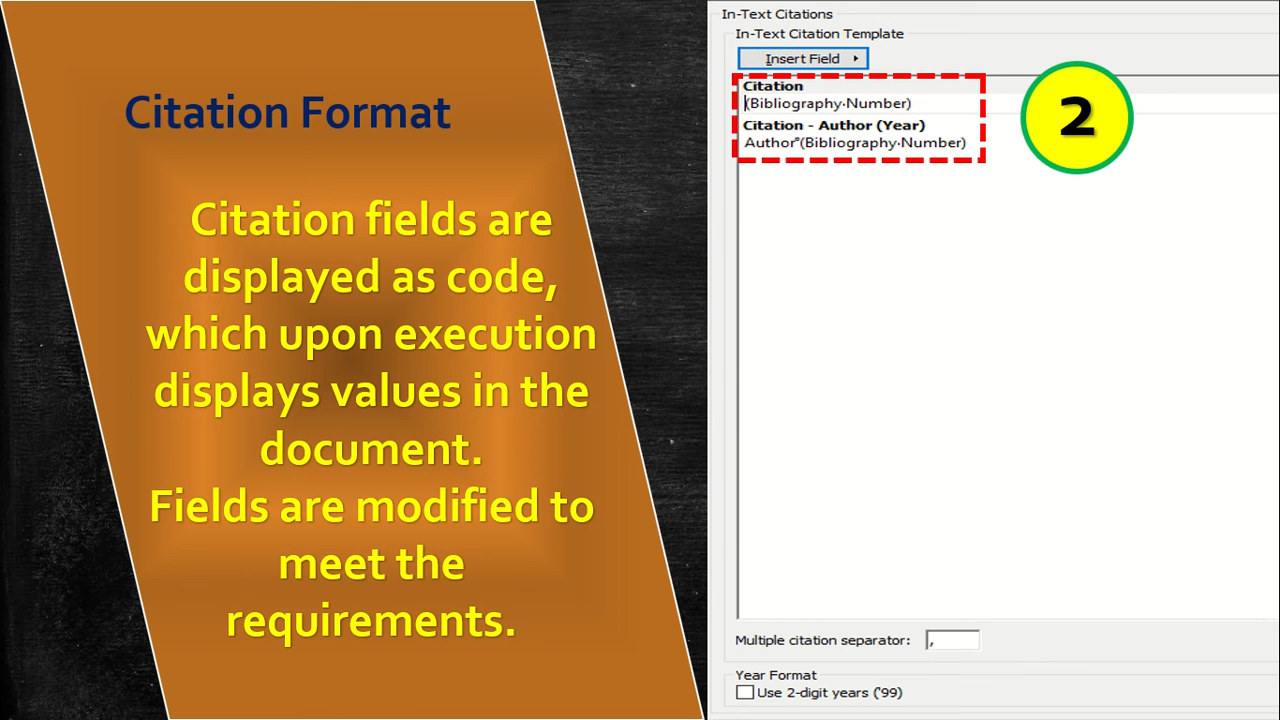 Citation Format
Citation fields are
displayed as code,
which upon execution
displays values in the
document.
Fields are modified to
meet the
requirements.
In-Text Citations
In-Text Citation Template
Insert Field
Citation
(Bibliography·Number)
Citation - Author (Year)
Author°(Bibliography·Number)
2
Multiple citation separator: ,
Year Format
Use 2-digit years ('99)